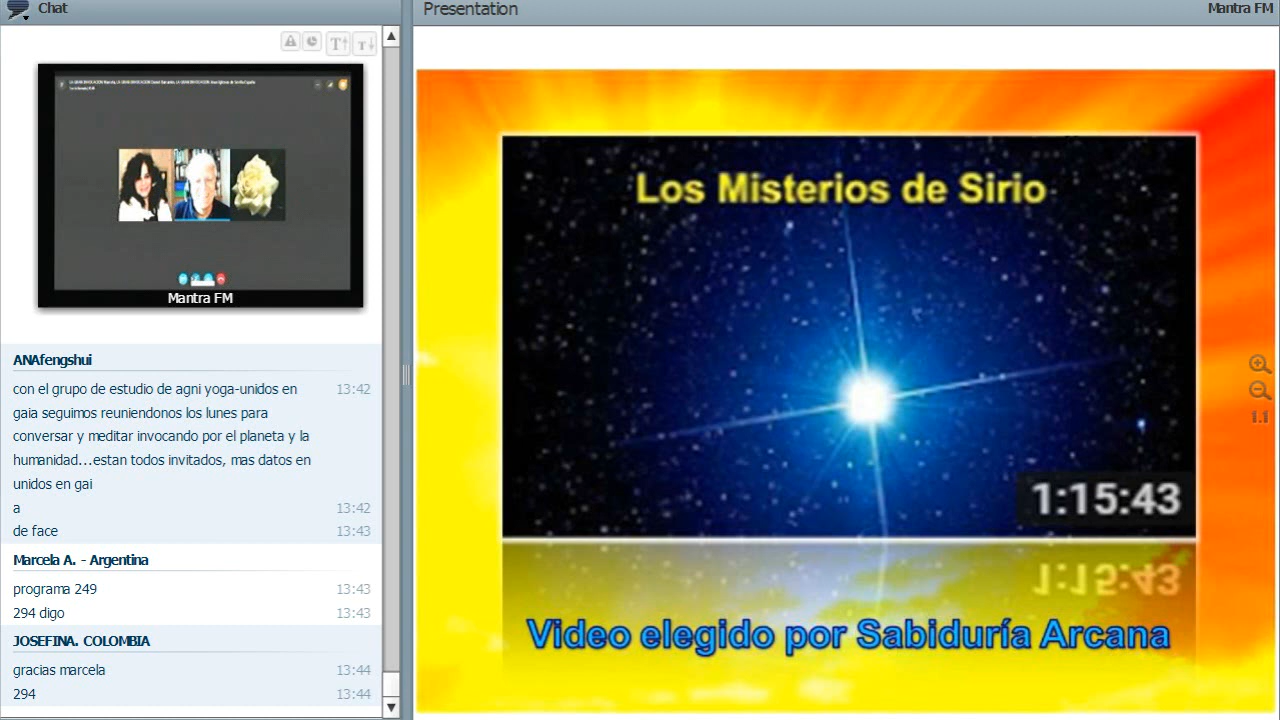 Chat
Mantra FM
ANAfengshui
con el grupo de estudio de agni yoga-unidos en 13:42
gaia seguimos reuniendonos los lunes para
conversar y meditar invocando por el planeta y la
humanidad...estan todos invitados, mas datos en
unidos en gai
a 13:42
de face 13:43
Marcela A. - Argentina
programa 249 13:43
294 digo 13:43
JOSEFINA. COLOMBIA
gracias marcela 13:44
294 13:44
Presentation Mantra FM
Los Misterios de Sirio
1:15:43
Video elegido por Sabiduría Arcana
1:1